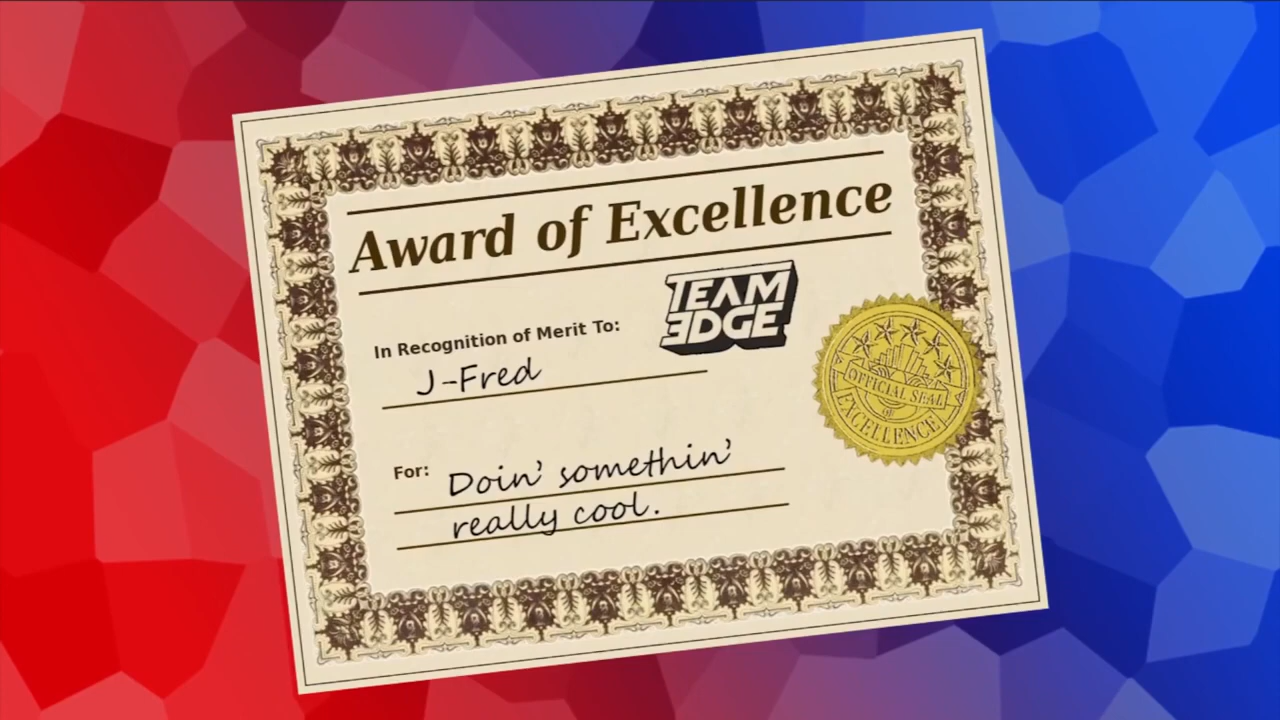 Award of Excellence
TEAM
EDGE
In Recognition of Merit To:
J-Fred
OFFICIAL SEAL
OF
EXCELLENCE
For: Doin' somethin'
really cool.